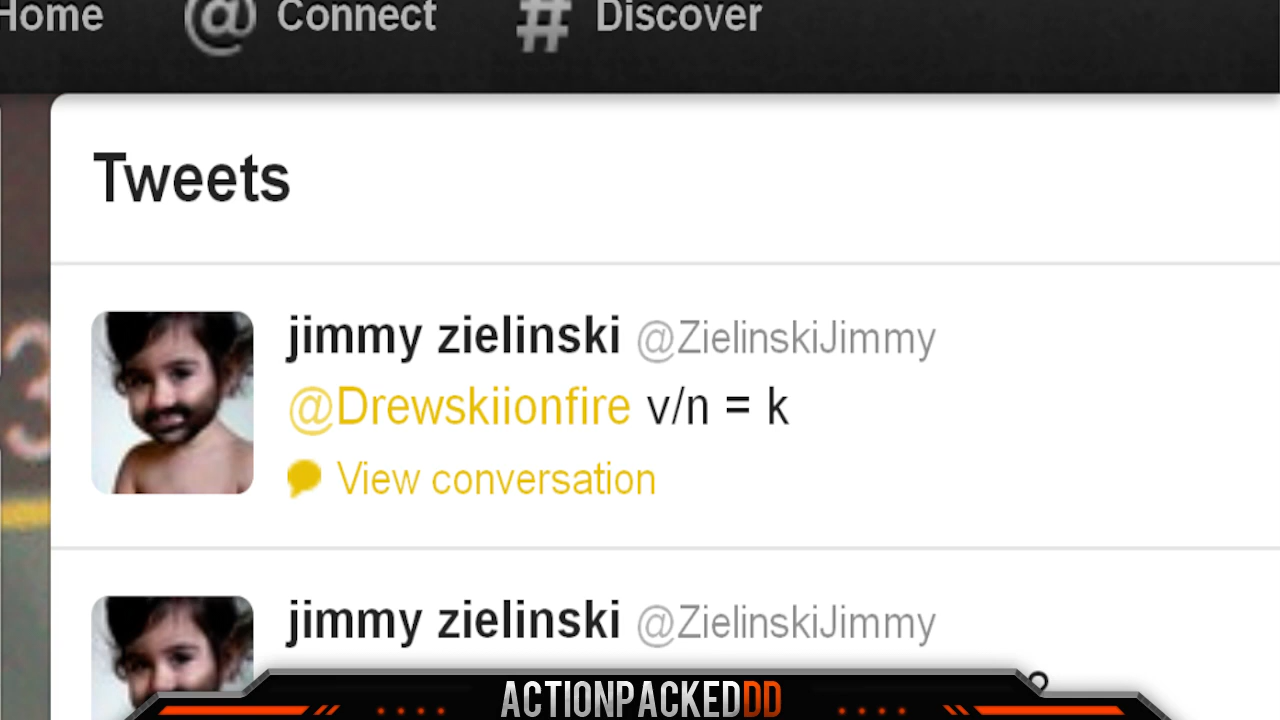 Home @ Connect # Discover
Tweets
jimmy zielinski @ZielinskiJimmy
@Drewskiionfire v/n = k
View conversation
jimmy zielinski @ZielinskiJimmy
ACTIONPACKEDDD